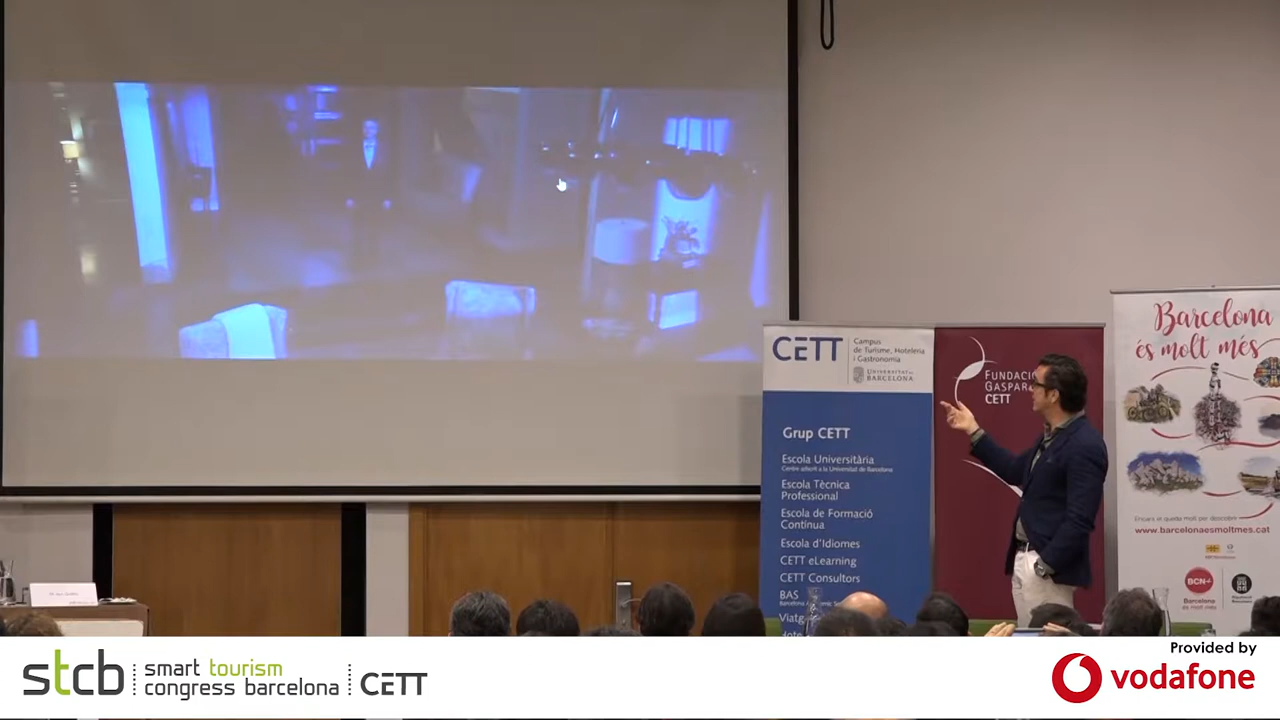 CETT
Campus
de Turisme, Hoteleria
i Gastronomia
UNIVERSITAT DE
BARCELONA
Grup CETT
Escola Universitària
Centre adscrit a la Universitat de Barcelona
Escola Tècnica
Professional
Escola de Formació
Contínua
Escola d'Idiomes
CETT eLearning
CETT Consultors
BAS
Viatg
FUNDACIÓ
GASPAR
CETT
Barcelona
és molt més
www.barcelonaesmoltmes.cat
BCN
Barcelona
és molt més
stcb
smart tourism
congress barcelona
CETT
Provided by
vodafone